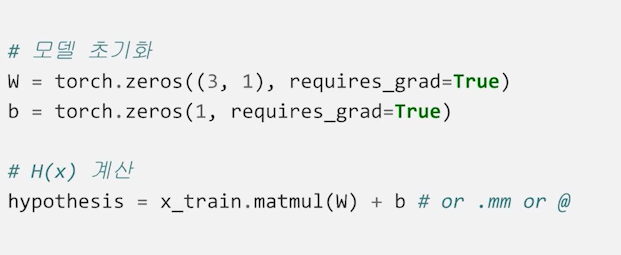 # 모델 초기화
W = torch.zeros((3, 1), requires_grad=True)
b = torch.zeros(1, requires_grad=True)
# H(x) 계산
hypothesis = x_train.matmul(W) + b # or .mm or @